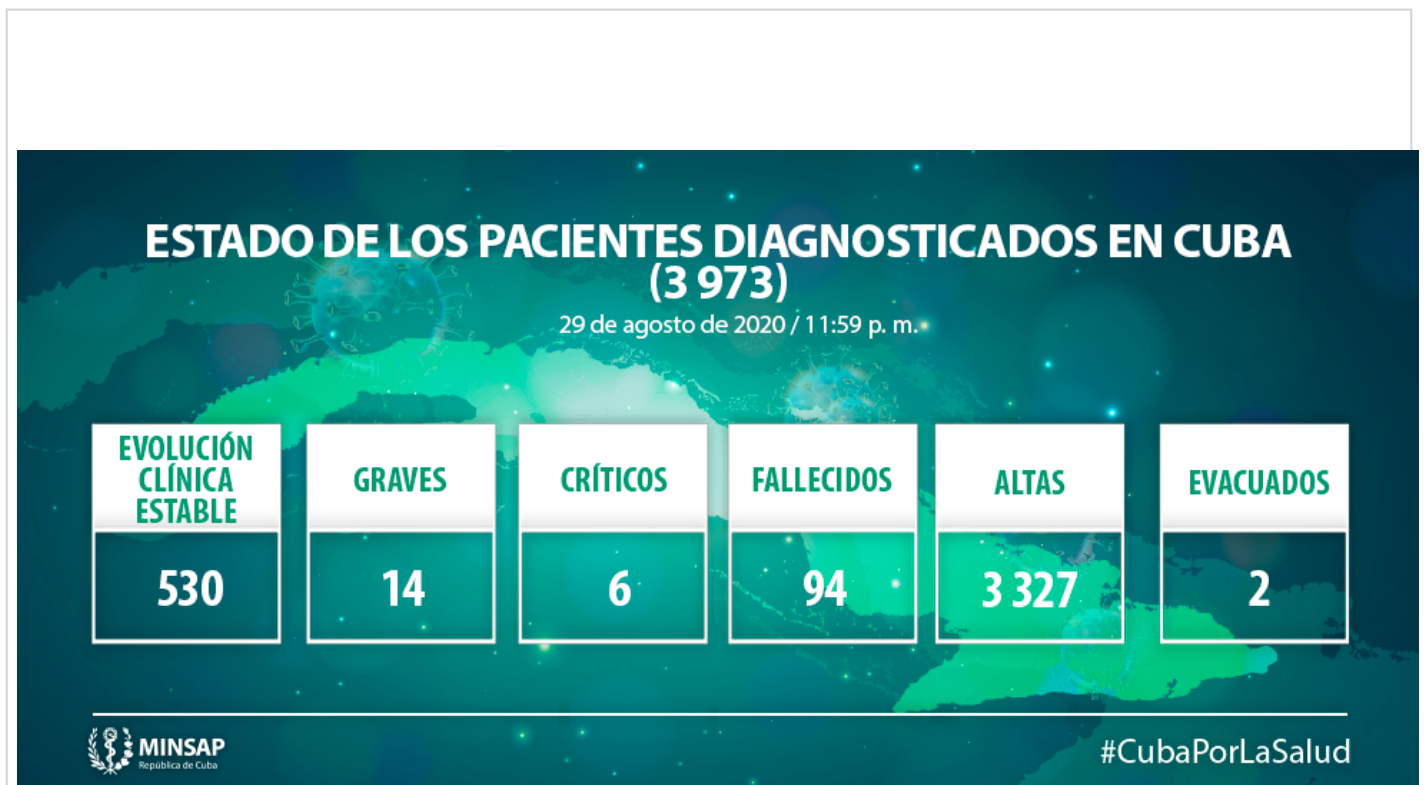 ESTADO DE LOS PACIENTES DIAGNOSTICADOS EN CUBA
(3 973)
29 de agosto de 2020 / 11:59 p. m.
EVOLUCIÓN
CLÍNICA
ESTABLE
530
GRAVES
14
CRÍTICOS
6
FALLECIDOS
94
ALTAS
3 327
EVACUADOS
2
MINSAP
República de Cuba
#CubaPorLaSalud